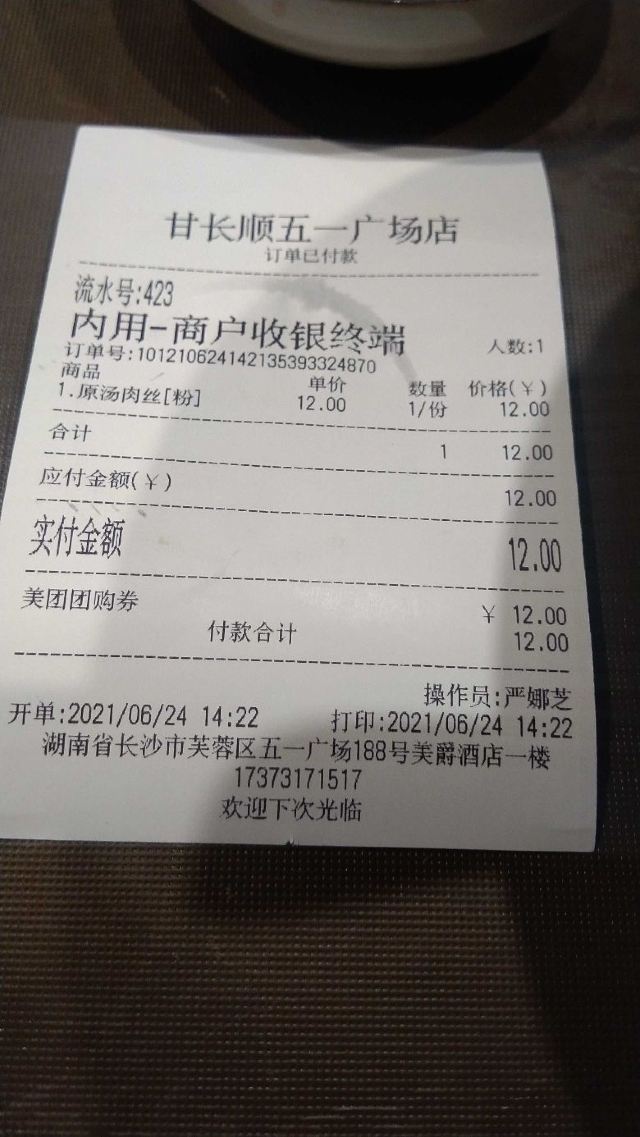 甘长顺五一广场店
订单已付款
流水号:423
内用-商户收银终端 人数:1
订单号:101210624142135393324870
商品 单价 数量 价格(￥)
1.原汤肉丝[粉] 12.00 1/份 12.00
合计 1 12.00
应付金额(￥) 12.00
实付金额 12.00
美团团购券 ￥ 12.00
付款合计 12.00
操作员:严娜芝
开单:2021/06/24 14:22 打印:2021/06/24 14:22
湖南省长沙市芙蓉区五一广场188号美爵酒店一楼
17373171517
欢迎下次光临